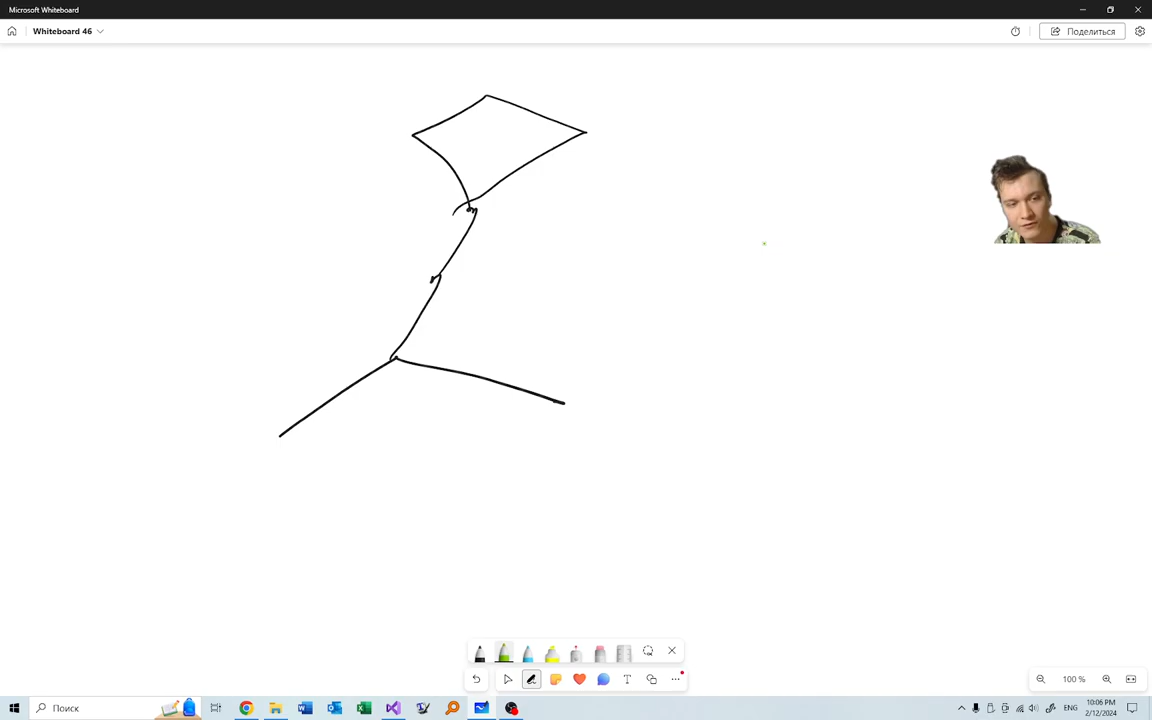 Microsoft Whiteboard
Whiteboard 46
Поделиться
100 %
Поиск
ENG
10:06 PM
2/12/2024